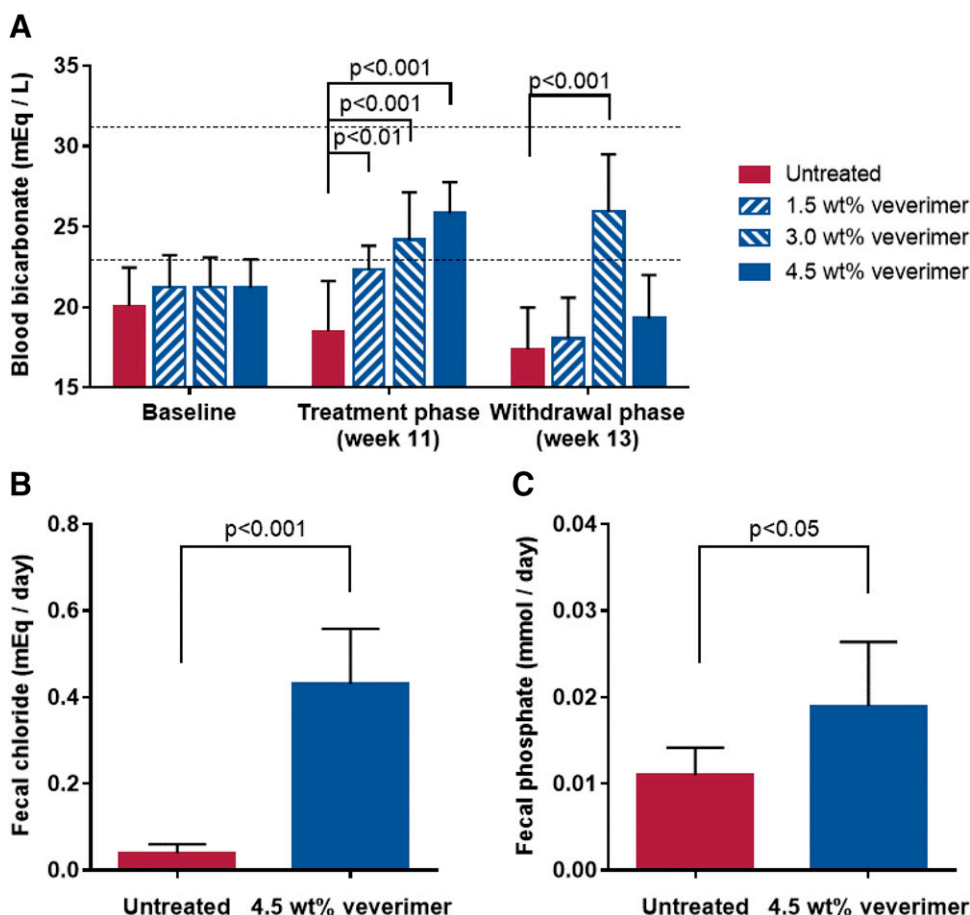 A
Blood bicarbonate (mEq / L)
35
30
25
20
15
p<0.001
p<0.001
p<0.01
p<0.001
Baseline
Treatment phase
(week 11)
Withdrawal phase
(week 13)
Untreated
1.5 wt% veverimer
3.0 wt% veverimer
4.5 wt% veverimer
B
Fecal chloride (mEq / day)
0.8
0.6
0.4
0.2
0.0
p<0.001
Untreated
4.5 wt% veverimer
C
Fecal phosphate (mmol / day)
0.04
0.03
0.02
0.01
0.00
p<0.05
Untreated
4.5 wt% veverimer